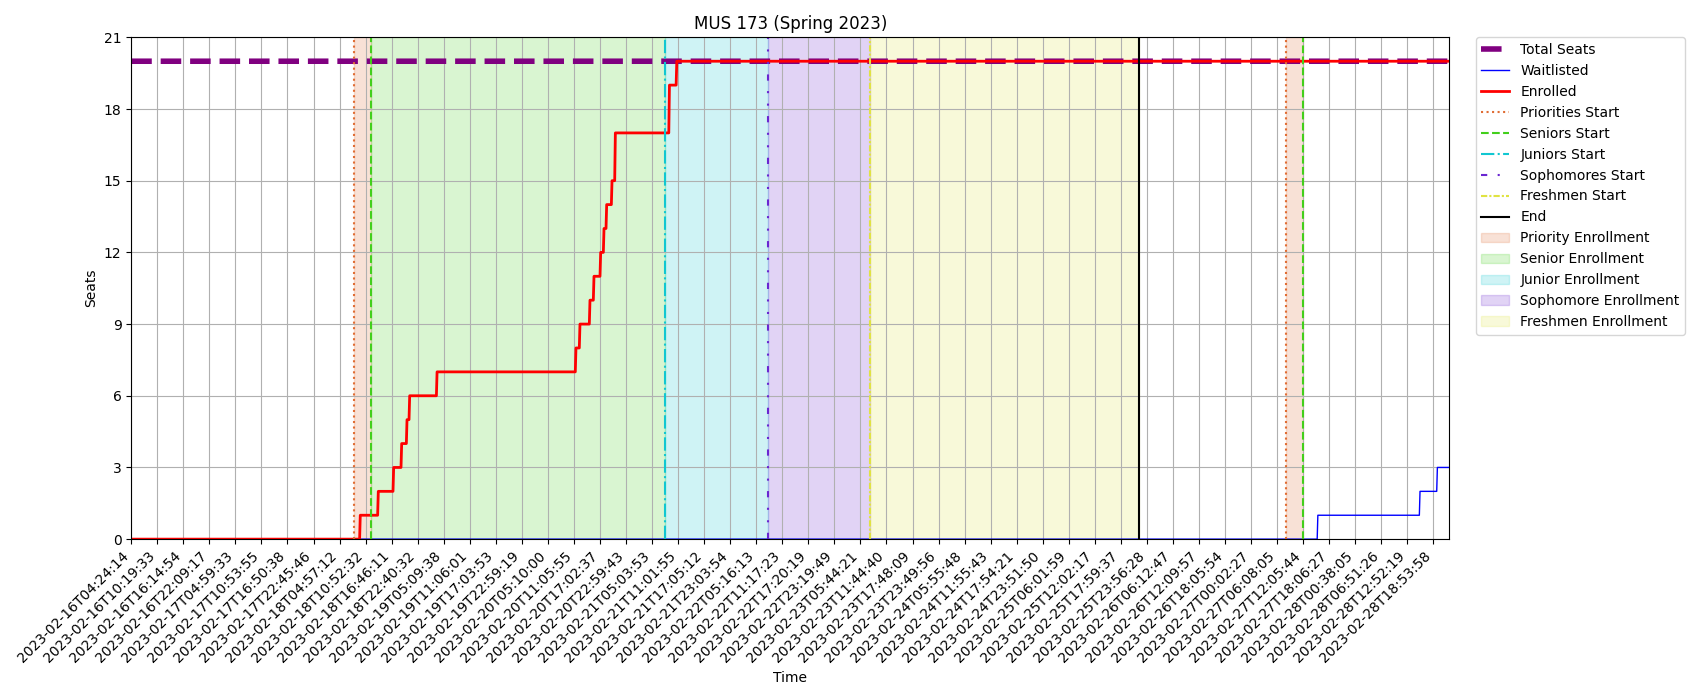 MUS 173 (Spring 2023)
21
18
15
12
9
6
3
0
Seats
2023-02-16T04:24:14
2023-02-16T10:19:33
2023-02-16T16:14:54
2023-02-16T22:09:17
2023-02-17T04:59:33
2023-02-17T10:53:55
2023-02-17T16:50:38
2023-02-17T22:45:46
2023-02-18T04:57:12
2023-02-18T10:52:32
2023-02-18T16:46:11
2023-02-18T22:40:32
2023-02-19T05:09:38
2023-02-19T11:06:01
2023-02-19T17:03:53
2023-02-19T22:59:19
2023-02-20T05:10:00
2023-02-20T11:05:55
2023-02-20T17:02:37
2023-02-20T22:59:43
2023-02-21T05:03:53
2023-02-21T11:01:55
2023-02-21T17:05:12
2023-02-21T23:03:54
2023-02-22T05:16:13
2023-02-22T11:17:23
2023-02-22T17:20:19
2023-02-22T23:19:49
2023-02-23T05:44:21
2023-02-23T11:44:40
2023-02-23T17:48:09
2023-02-23T23:49:56
2023-02-24T05:55:48
2023-02-24T11:55:43
2023-02-24T17:54:21
2023-02-24T23:51:50
2023-02-25T06:01:59
2023-02-25T12:02:17
2023-02-25T17:59:37
2023-02-25T23:56:28
2023-02-26T06:12:47
2023-02-26T12:09:57
2023-02-26T18:05:54
2023-02-27T00:02:27
2023-02-27T06:08:05
2023-02-27T12:05:44
2023-02-27T18:06:27
2023-02-28T00:38:05
2023-02-28T06:51:26
2023-02-28T12:52:19
2023-02-28T18:53:58
Time
Total Seats
Waitlisted
Enrolled
Priorities Start
Seniors Start
Juniors Start
Sophomores Start
Freshmen Start
End
Priority Enrollment
Senior Enrollment
Junior Enrollment
Sophomore Enrollment
Freshmen Enrollment